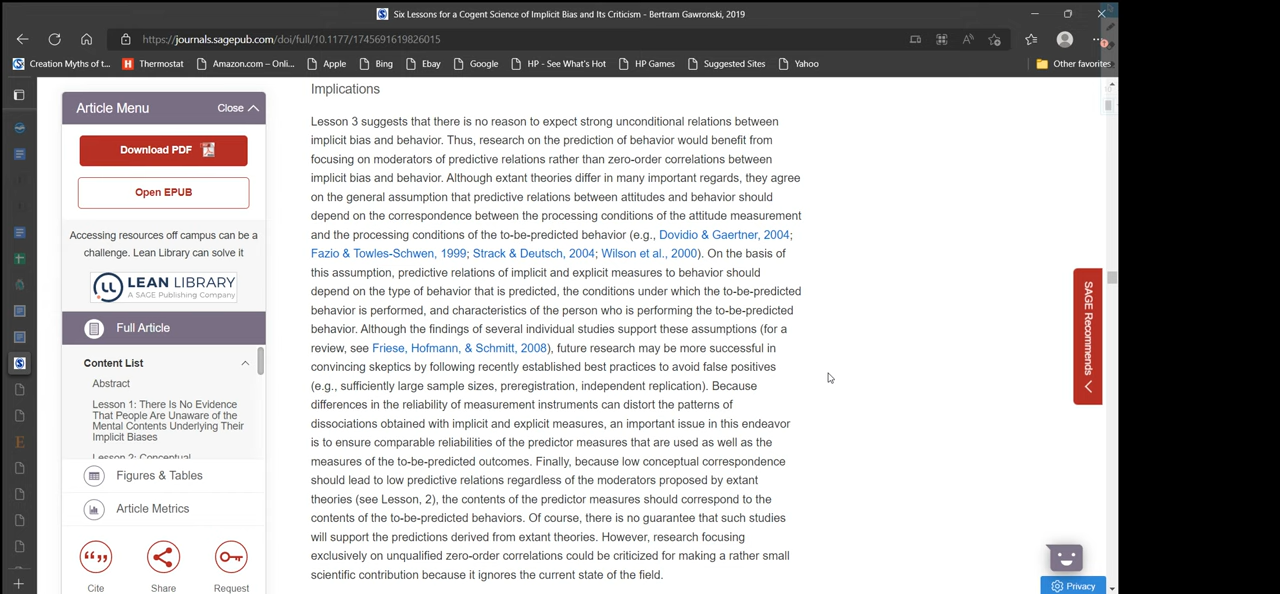 Six Lessons for a Cogent Science of Implicit Bias and Its Criticism - Bertram Gawronski, 2019
https://journals.sagepub.com/doi/full/10.1177/1745691619826015
Creation Myths of t...
Thermostat
Amazon.com – Onli...
Apple
Bing
Ebay
Google
HP - See What's Hot
HP Games
Suggested Sites
Yahoo
Other favorites
Article Menu
Close
Download PDF
Open EPUB
Accessing resources off campus can be a
challenge. Lean Library can solve it
LEAN LIBRARY
A SAGE Publishing Company
Full Article
Content List
Abstract
Lesson 1: There Is No Evidence
That People Are Unaware of the
Mental Contents Underlying Their
Implicit Biases
Lesson 2: Conceptual
Figures & Tables
Article Metrics
Cite
Share
Request
Implications
Lesson 3 suggests that there is no reason to expect strong unconditional relations between
implicit bias and behavior. Thus, research on the prediction of behavior would benefit from
focusing on moderators of predictive relations rather than zero-order correlations between
implicit bias and behavior. Although extant theories differ in many important regards, they agree
on the general assumption that predictive relations between attitudes and behavior should
depend on the correspondence between the processing conditions of the attitude measurement
and the processing conditions of the to-be-predicted behavior (e.g., Dovidio & Gaertner, 2004;
Fazio & Towles-Schwen, 1999; Strack & Deutsch, 2004; Wilson et al., 2000). On the basis of
this assumption, predictive relations of implicit and explicit measures to behavior should
depend on the type of behavior that is predicted, the conditions under which the to-be-predicted
behavior is performed, and characteristics of the person who is performing the to-be-predicted
behavior. Although the findings of several individual studies support these assumptions (for a
review, see Friese, Hofmann, & Schmitt, 2008), future research may be more successful in
convincing skeptics by following recently established best practices to avoid false positives
(e.g., sufficiently large sample sizes, preregistration, independent replication). Because
differences in the reliability of measurement instruments can distort the patterns of
dissociations obtained with implicit and explicit measures, an important issue in this endeavor
is to ensure comparable reliabilities of the predictor measures that are used as well as the
measures of the to-be-predicted outcomes. Finally, because low conceptual correspondence
should lead to low predictive relations regardless of the moderators proposed by extant
theories (see Lesson, 2), the contents of the predictor measures should correspond to the
contents of the to-be-predicted behaviors. Of course, there is no guarantee that such studies
will support the predictions derived from extant theories. However, research focusing
exclusively on unqualified zero-order correlations could be criticized for making a rather small
scientific contribution because it ignores the current state of the field.
SAGE Recommends
Privacy